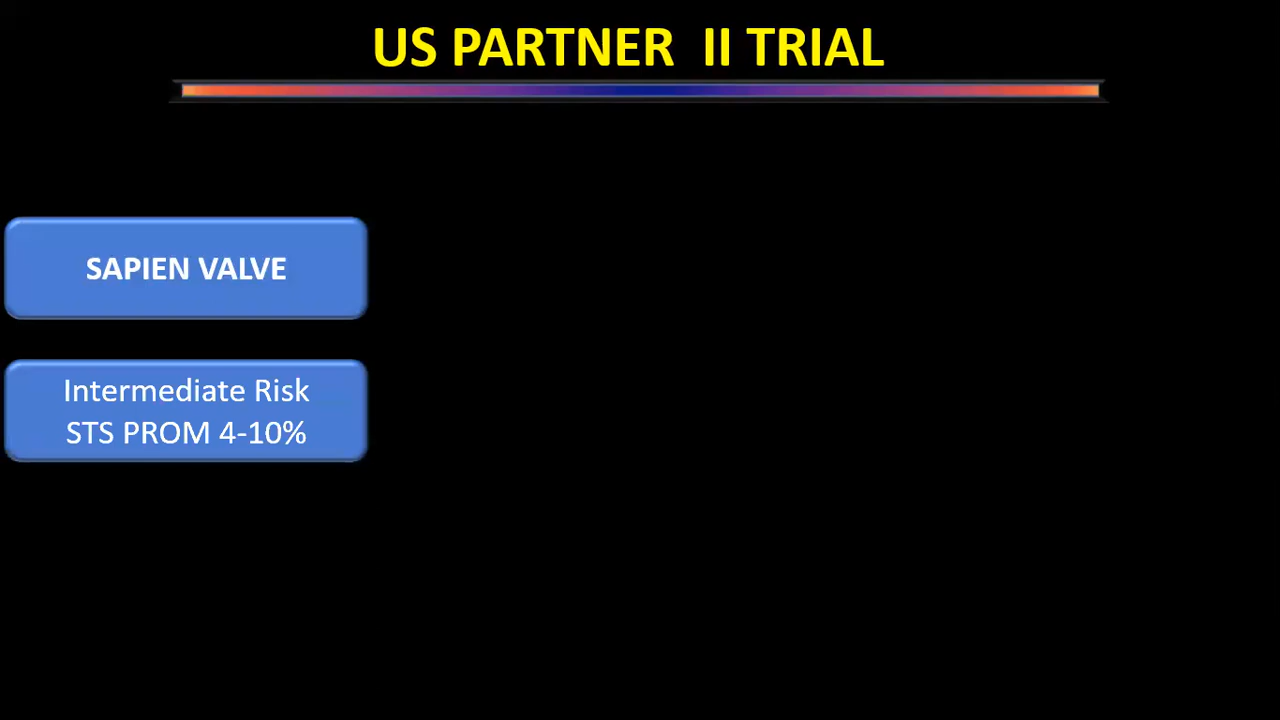 US PARTNER II TRIAL
SAPIEN VALVE
Intermediate Risk
STS PROM 4-10%